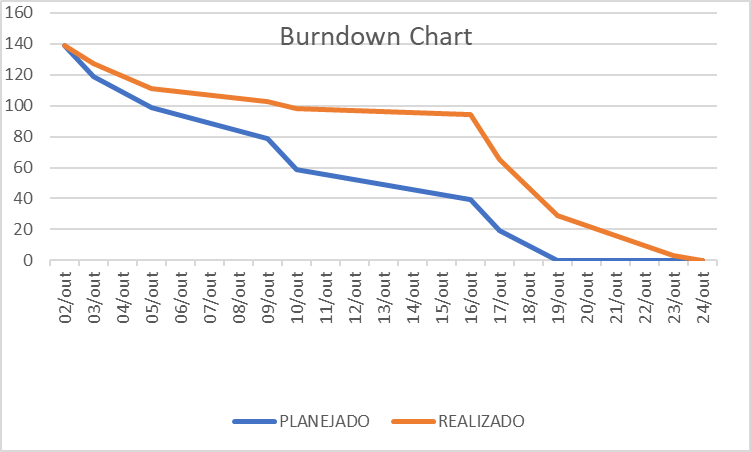 Burndown Chart
160
140
120
100
80
60
40
20
0
02/out
03/out
04/out
05/out
06/out
07/out
08/out
09/out
10/out
11/out
12/out
13/out
14/out
15/out
16/out
17/out
18/out
19/out
20/out
21/out
22/out
23/out
24/out
PLANEJADO
REALIZADO